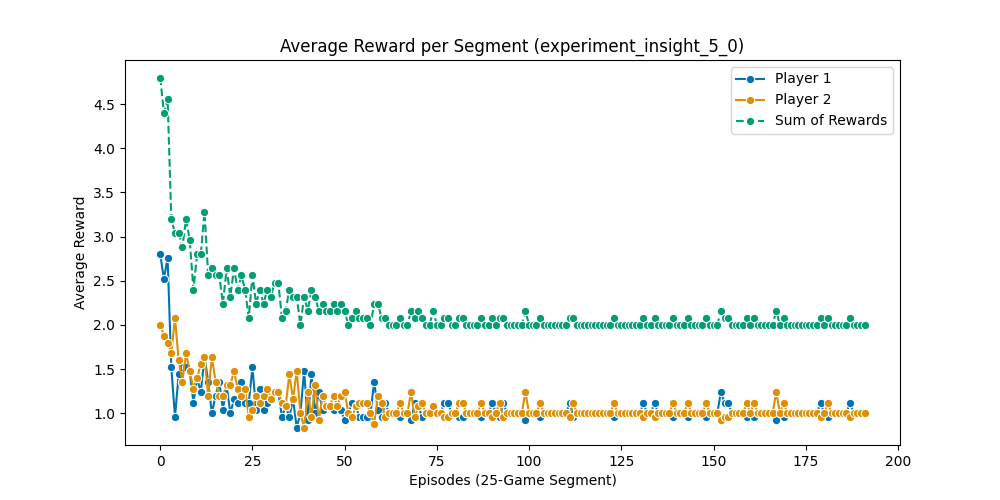 Average Reward per Segment (experiment_insight_5_0)
Player 1
Player 2
Sum of Rewards
Average Reward
4.5
4.0
3.5
3.0
2.5
2.0
1.5
1.0
0 25 50 75 100 125 150 175 200
Episodes (25-Game Segment)